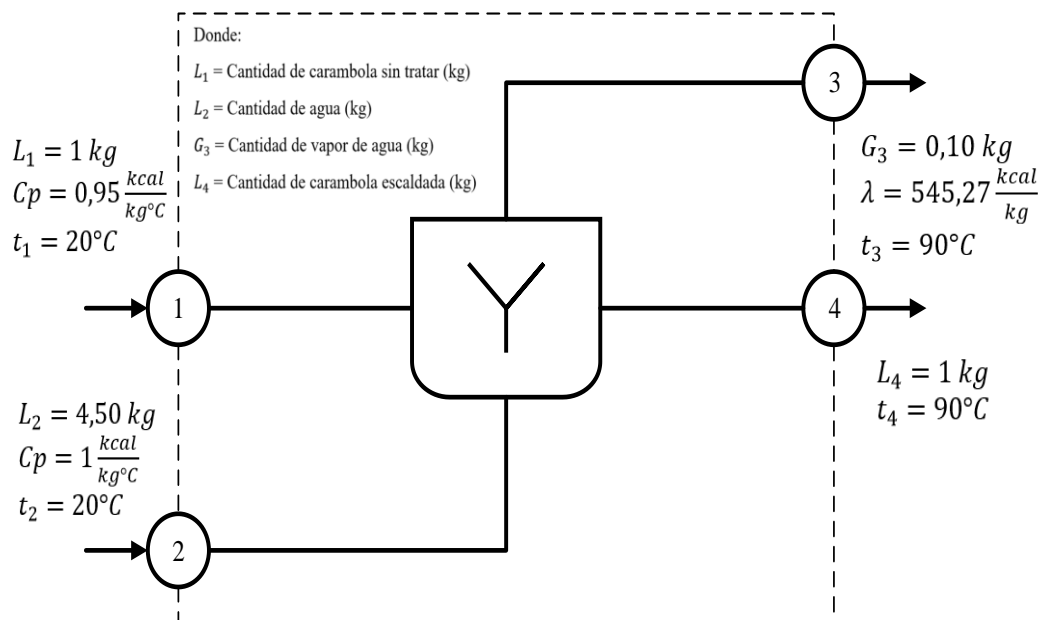 Donde:
L₁ = Cantidad de carambola sin tratar (kg)
L₂ = Cantidad de agua (kg)
G₃ = Cantidad de vapor de agua (kg)
L₄ = Cantidad de carambola escaldada (kg)
L₁ = 1 kg
Cp = 0,95 kcal/kg°C
t₁ = 20°C
1
L₂ = 4,50 kg
Cp = 1 kcal/kg°C
t₂ = 20°C
2
3
G₃ = 0,10 kg
λ = 545,27 kcal/kg
t₃ = 90°C
4
L₄ = 1 kg
t₄ = 90°C